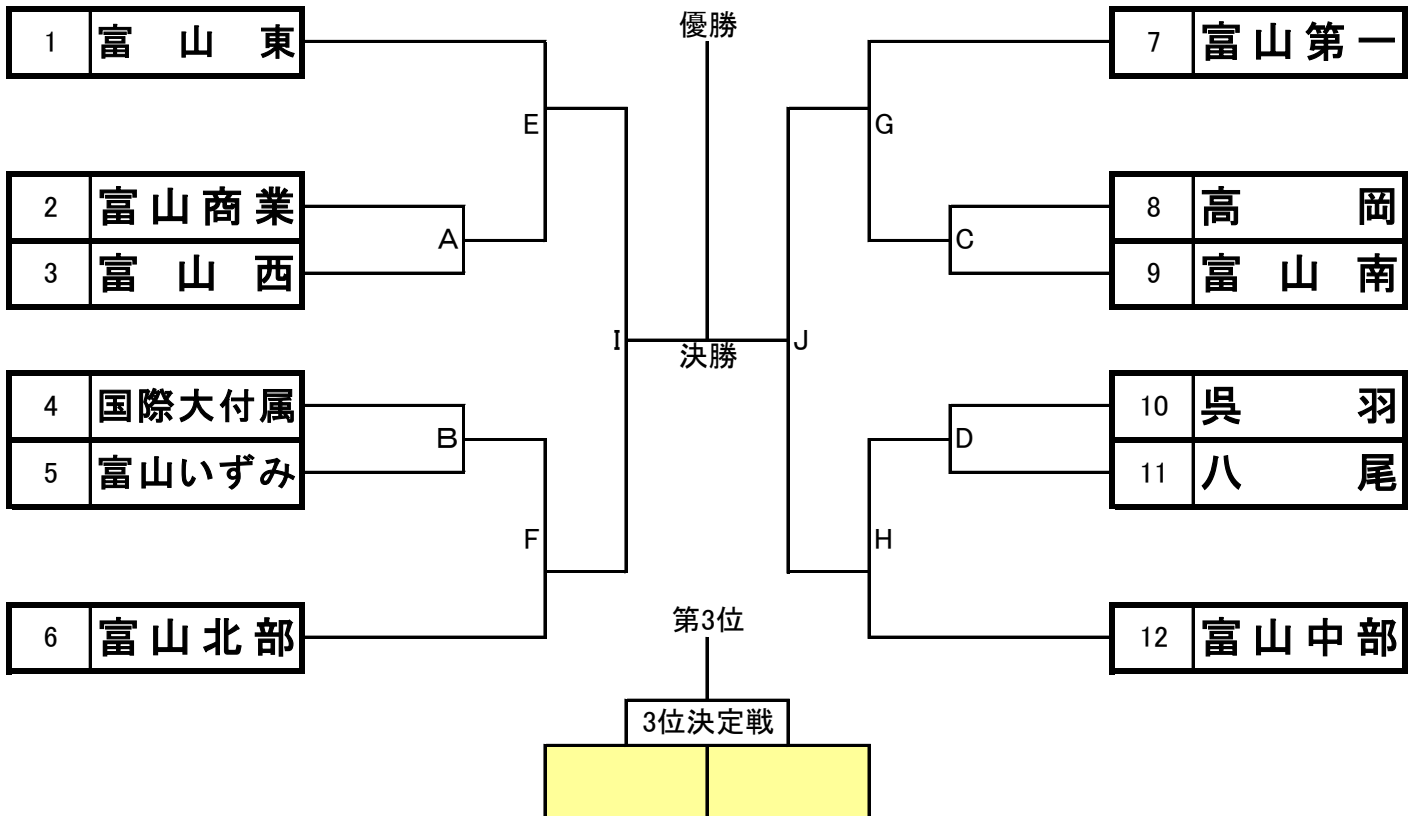 優勝
1 富山東
7 富山第一
E
G
2 富山商業
8 高岡
A
C
3 富山西
9 富山南
I
J
決勝
4 国際大付属
10 呉羽
B
D
5 富山いずみ
11 八尾
F
H
6 富山北部
第3位
12 富山中部
3位決定戦